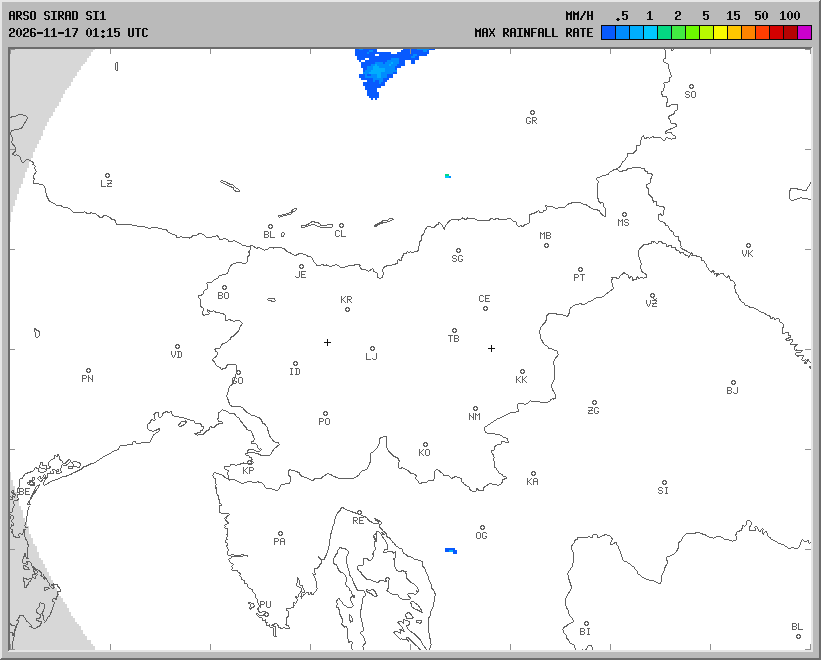 ARSO SIRAD SI1
MM/H .5 1 2 5 15 50 100
2026-11-17 01:15 UTC
MAX RAINFALL RATE
SO
GR
LZ
MS
BL
CL
MB
VK
SG
JE
PT
BO
KR
CE
VZ
TB
VD
LJ
ID
PN
GO
KK
BJ
ZG
NM
PO
KO
KP
KA
BE
SI
RE
OG
PA
PU
BI
BL